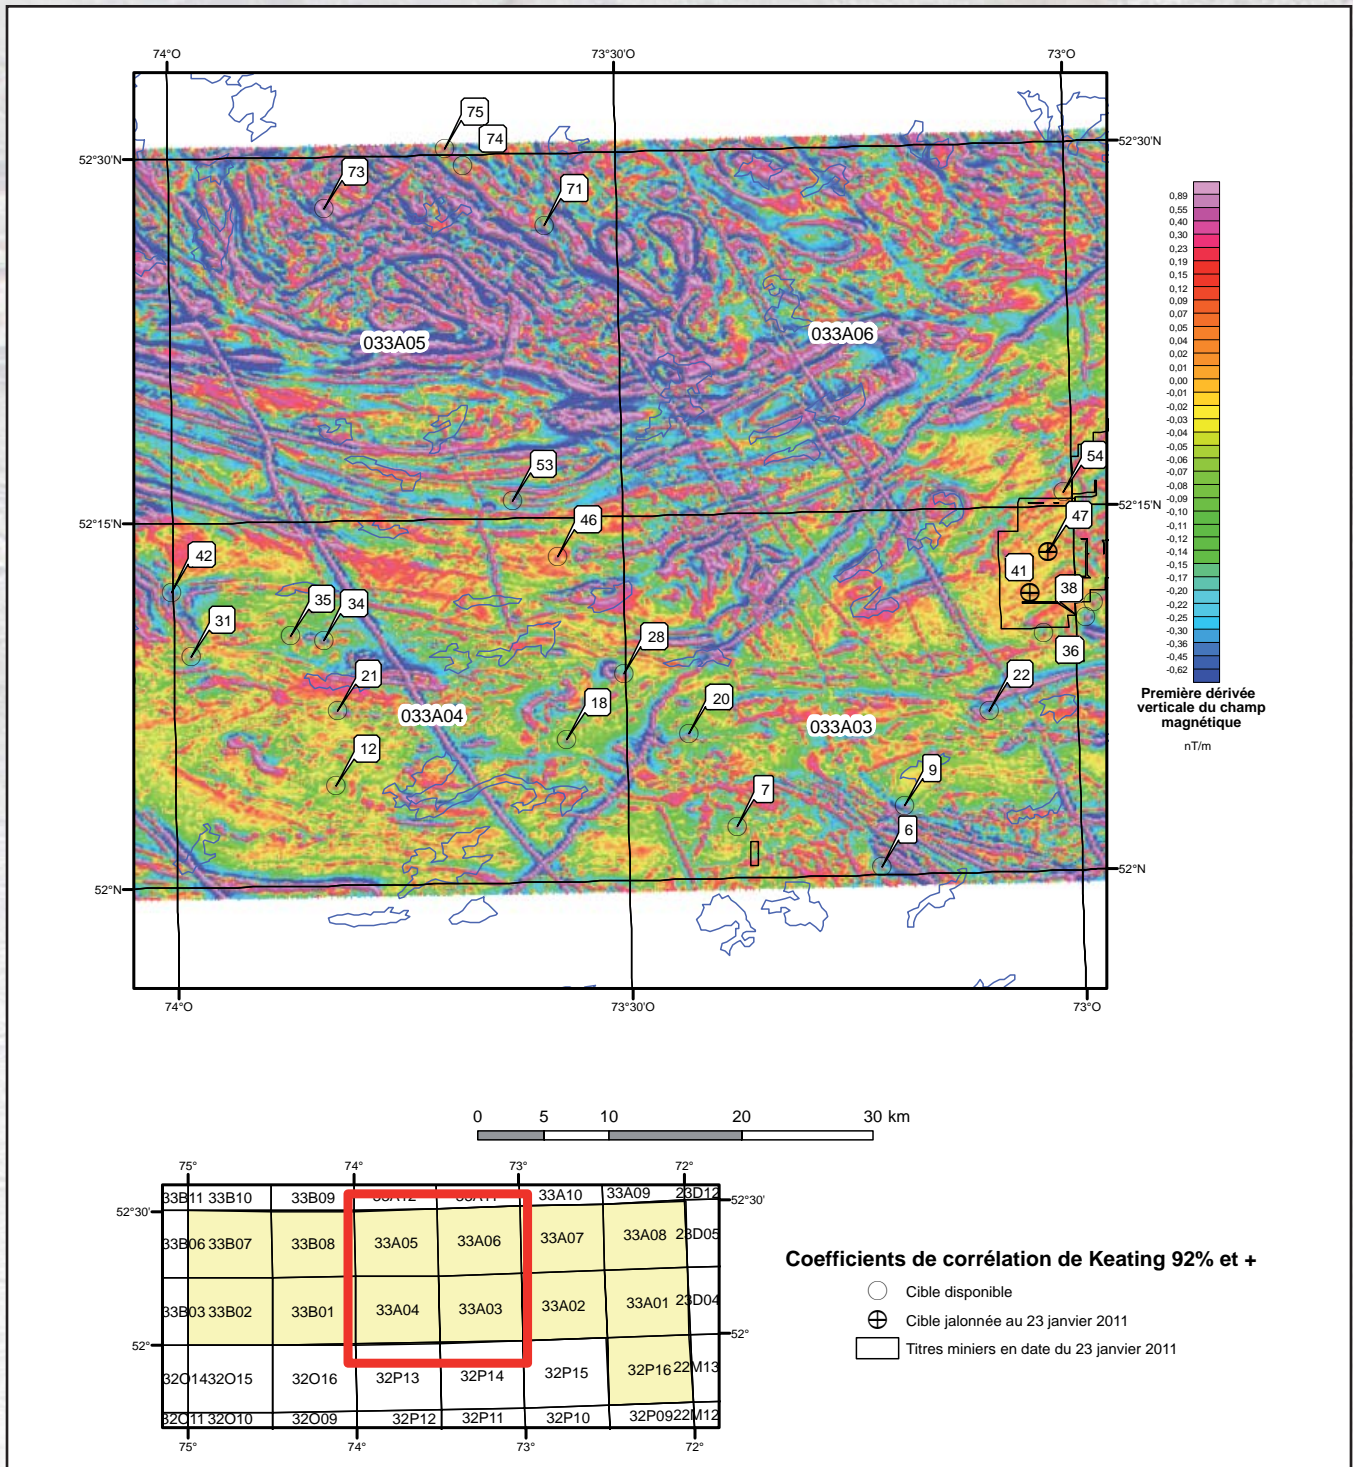 74°O 73°30'O 73°O
75
74
52°30'N 52°30'N
73
71
0,89
0,55
0,40
0,30
0,23
0,19
0,15
0,12
0,09
0,07
0,05
0,04
0,02
0,01
0,00
-0,01
-0,02
-0,03
-0,04
-0,05
-0,06
-0,07
-0,08
-0,09
-0,10
-0,11
-0,12
-0,14
-0,15
-0,17
-0,20
-0,22
-0,25
-0,30
-0,36
-0,45
-0,62
Première dérivée
verticale du champ
magnétique
nT/m
033A05 033A06
53 54
52°15'N 52°15'N
46 47
42 41
38
35 34
31
28 36
21 22
18 20
033A04 033A03
12 9
7
6
52°N 52°N
74°O 73°30'O 73°O
0 5 10 20 30 km
75° 74° 73° 72°
33B11 33B10 33B09 33A12 33A11 33A10 33A09 23D12
52°30' 52°30'
33B06 33B07 33B08 33A05 33A06 33A07 33A08 23D05
33B03 33B02 33B01 33A04 33A03 33A02 33A01 23D04
52° 52°
32O14 32O15 32O16 32P13 32P14 32P15 32P16 22M13
32O11 32O10 32O09 32P12 32P11 32P10 32P09 22M12
75° 74° 73° 72°
Coefficients de corrélation de Keating 92% et +
Cible disponible
Cible jalonnée au 23 janvier 2011
Titres miniers en date du 23 janvier 2011